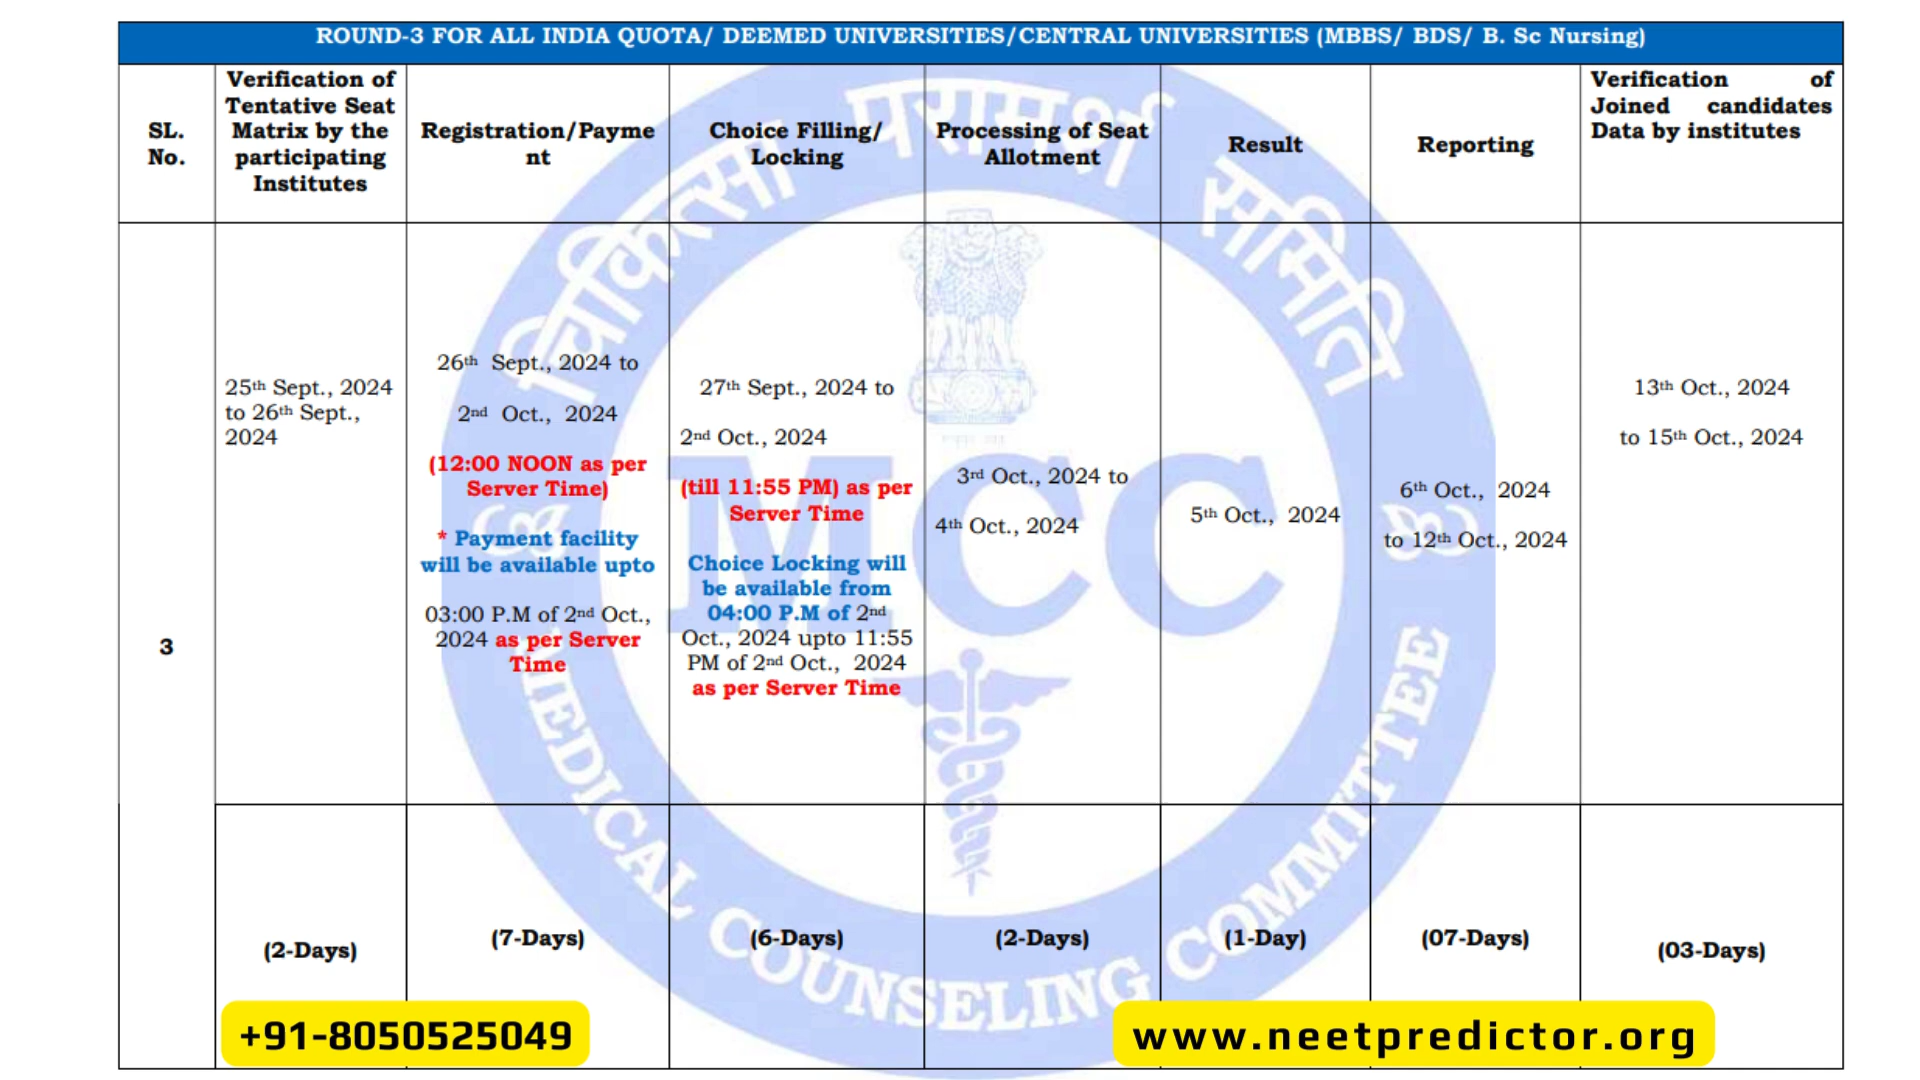 ROUND-3 FOR ALL INDIA QUOTA/ DEEMED UNIVERSITIES/CENTRAL UNIVERSITIES (MBBS/ BDS/ B. Sc Nursing)
SL.
No.
Verification of
Tentative Seat
Matrix by the
participating
Institutes
Registration/Payme
nt
Choice Filling/
Locking
Processing of Seat
Allotment
Result
Reporting
Verification of
Joined candidates
Data by institutes
3
25th Sept., 2024
to 26th Sept.,
2024
26th Sept., 2024 to
2nd Oct., 2024
(12:00 NOON as per
Server Time)
* Payment facility
will be available upto
03:00 P.M of 2nd Oct.,
2024 as per Server
Time
27th Sept., 2024 to
2nd Oct., 2024
(till 11:55 PM) as per
Server Time
Choice Locking will
be available from
04:00 P.M of 2nd
Oct., 2024 upto 11:55
PM of 2nd Oct., 2024
as per Server Time
3rd Oct., 2024 to
4th Oct., 2024
5th Oct., 2024
6th Oct., 2024
to 12th Oct., 2024
13th Oct., 2024
to 15th Oct., 2024
(2-Days)
(7-Days)
(6-Days)
(2-Days)
(1-Day)
(07-Days)
(03-Days)
चिकित्सा परामर्श समिति
MCC
MEDICAL COUNSELING COMMITTEE
+91-8050525049
www.neetpredictor.org